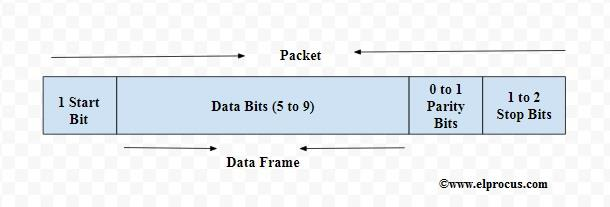 Packet
1 Start
Bit
Data Bits (5 to 9)
0 to 1
Parity
Bits
1 to 2
Stop Bits
Data Frame
©www.elprocus.com